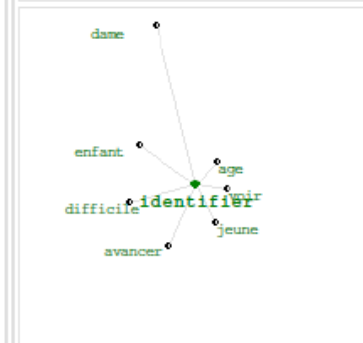 dame
enfant
age
voir
difficile
identifier
jeune
avancer